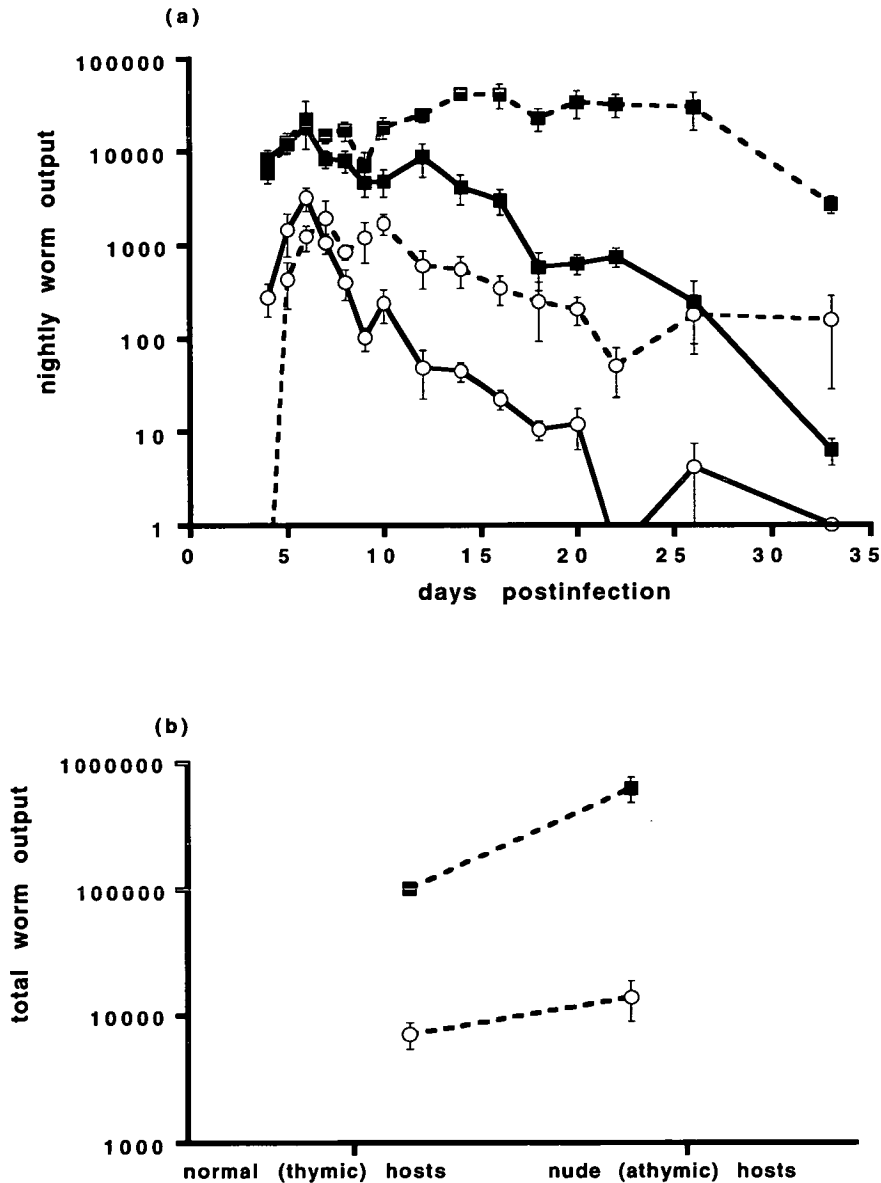 (a)
100000
10000
1000
100
10
1
nightly worm output
0 5 10 15 20 25 30 35
days postinfection
(b)
1000000
100000
10000
1000
total worm output
normal (thymic) hosts nude (athymic) hosts